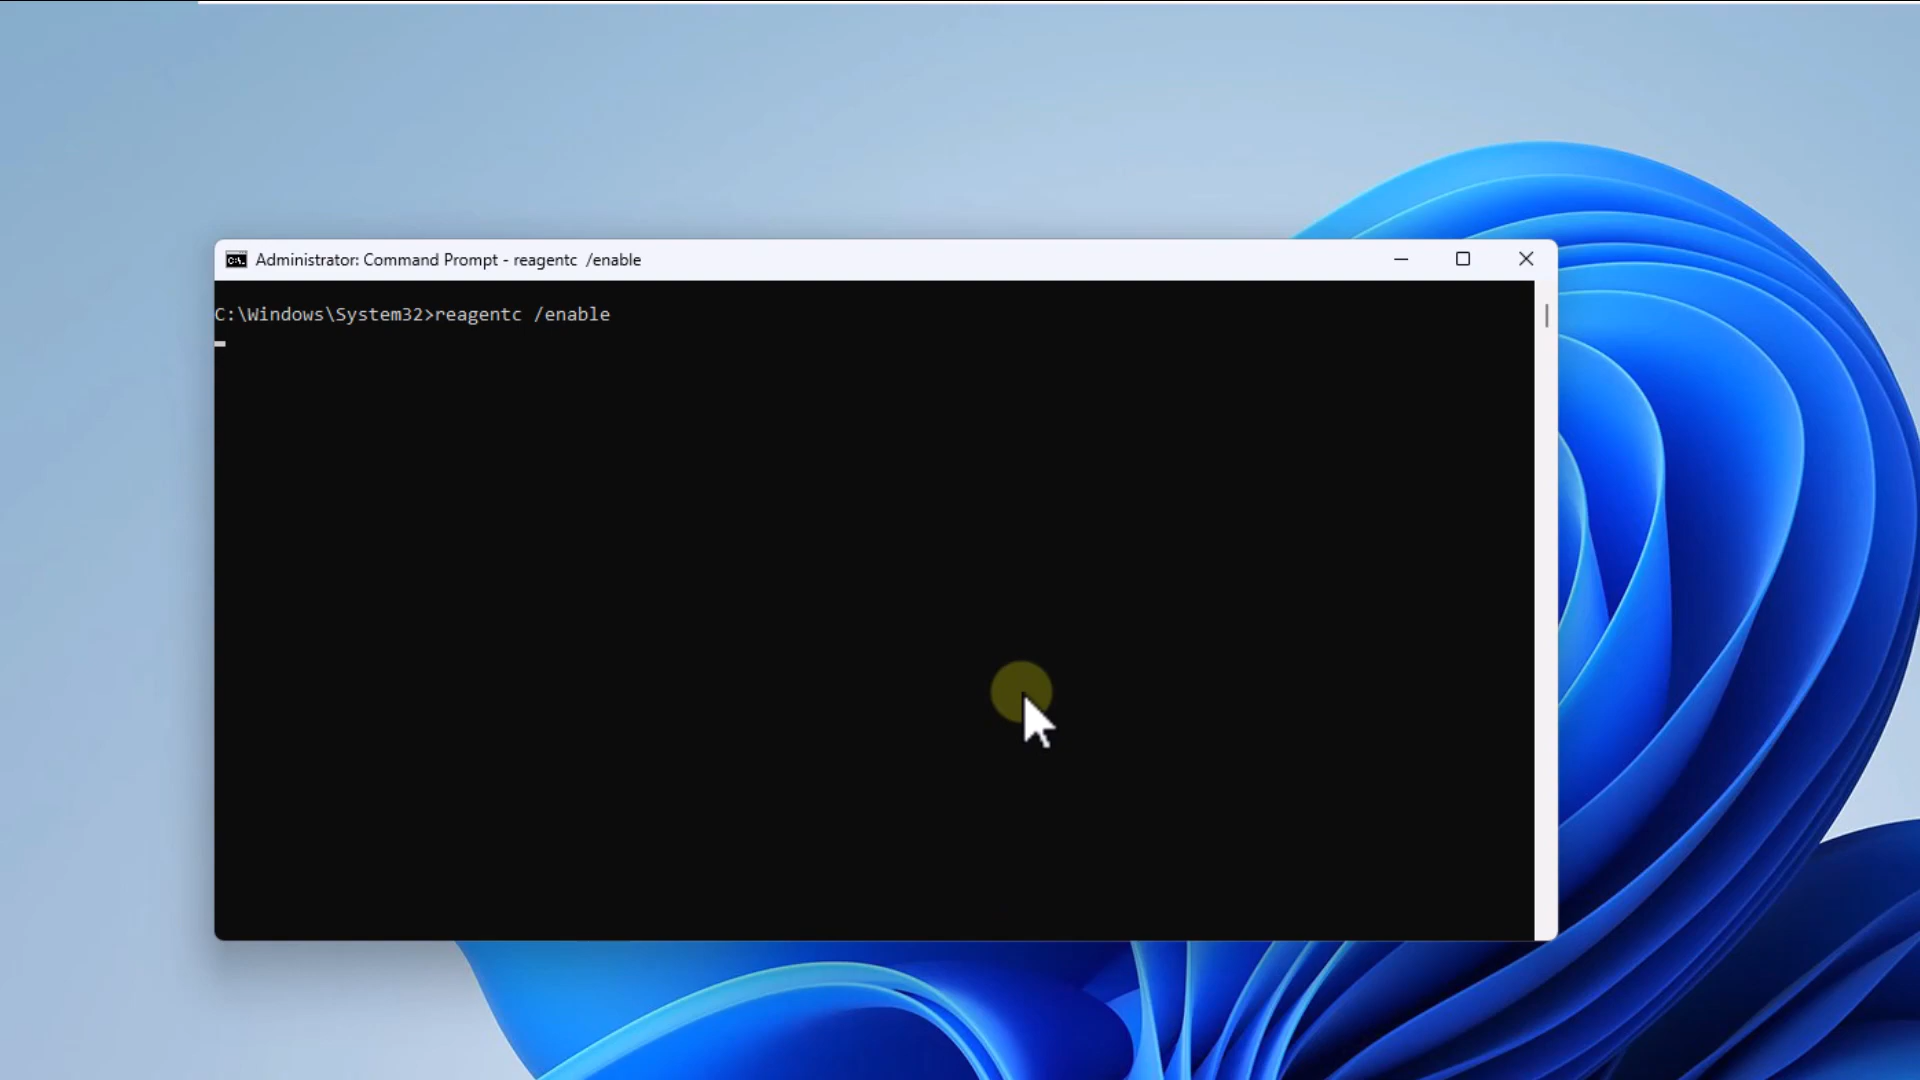 Administrator: Command Prompt - reagentc  /enable
C:\Windows\System32>reagentc /enable